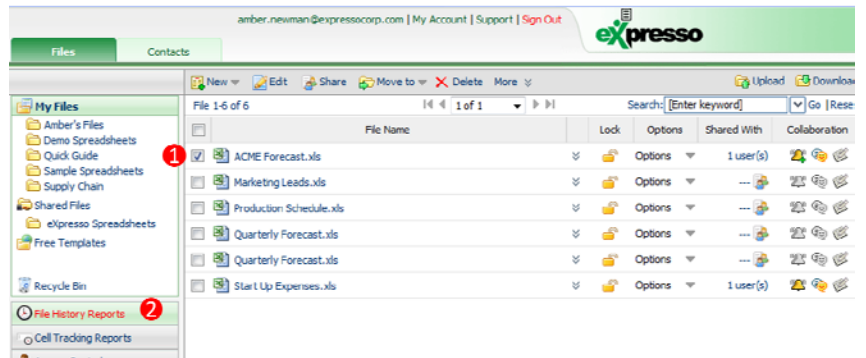 amber.newman@expressocorp.com | My Account | Support | Sign Out
eXpresso
Files
Contacts
New
Edit
Share
Move to
Delete
More
Upload
Download
My Files
File 1-6 of 6
1 of 1
Search: [Enter keyword]
Go | Rese
Amber's Files
Demo Spreadsheets
Quick Guide
Sample Spreadsheets
Supply Chain
Shared Files
eXpresso Spreadsheets
Free Templates
Recycle Bin
2
File History Reports
Cell Tracking Reports
File Name
Lock
Options
Shared With
Collaboration
1
ACME Forecast.xls
Options
1 user(s)
Marketing Leads.xls
Options
---
Production Schedule.xls
Options
---
Quarterly Forecast.xls
Options
---
Quarterly Forecast.xls
Options
---
Start Up Expenses.xls
Options
1 user(s)